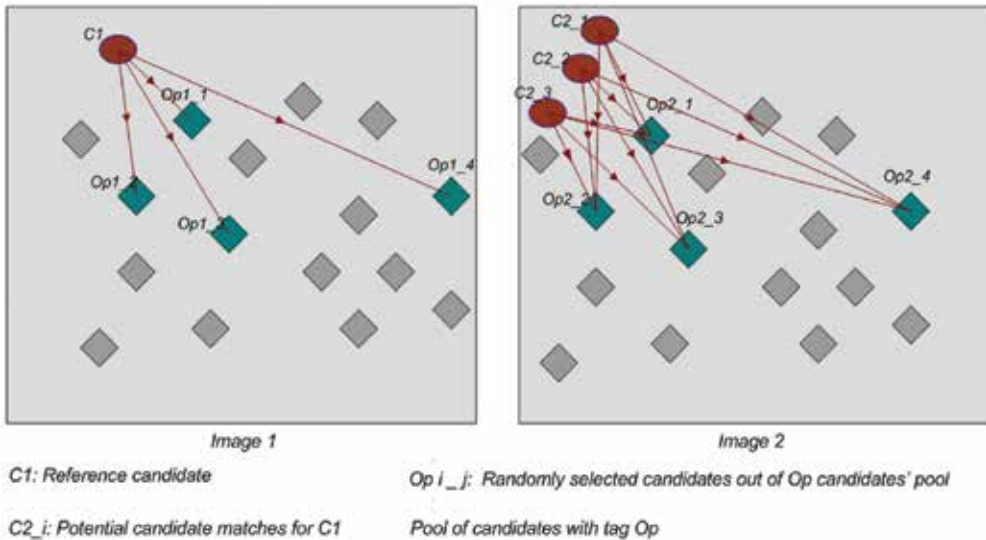 C1
Op1_1
Op1_2
Op1_3
Op1_4
Image 1
C2_1
C2_2
C2_3
Op2_1
Op2_2
Op2_3
Op2_4
Image 2
C1: Reference candidate
Op i _ j: Randomly selected candidates out of Op candidates' pool
C2_i: Potential candidate matches for C1
Pool of candidates with tag Op